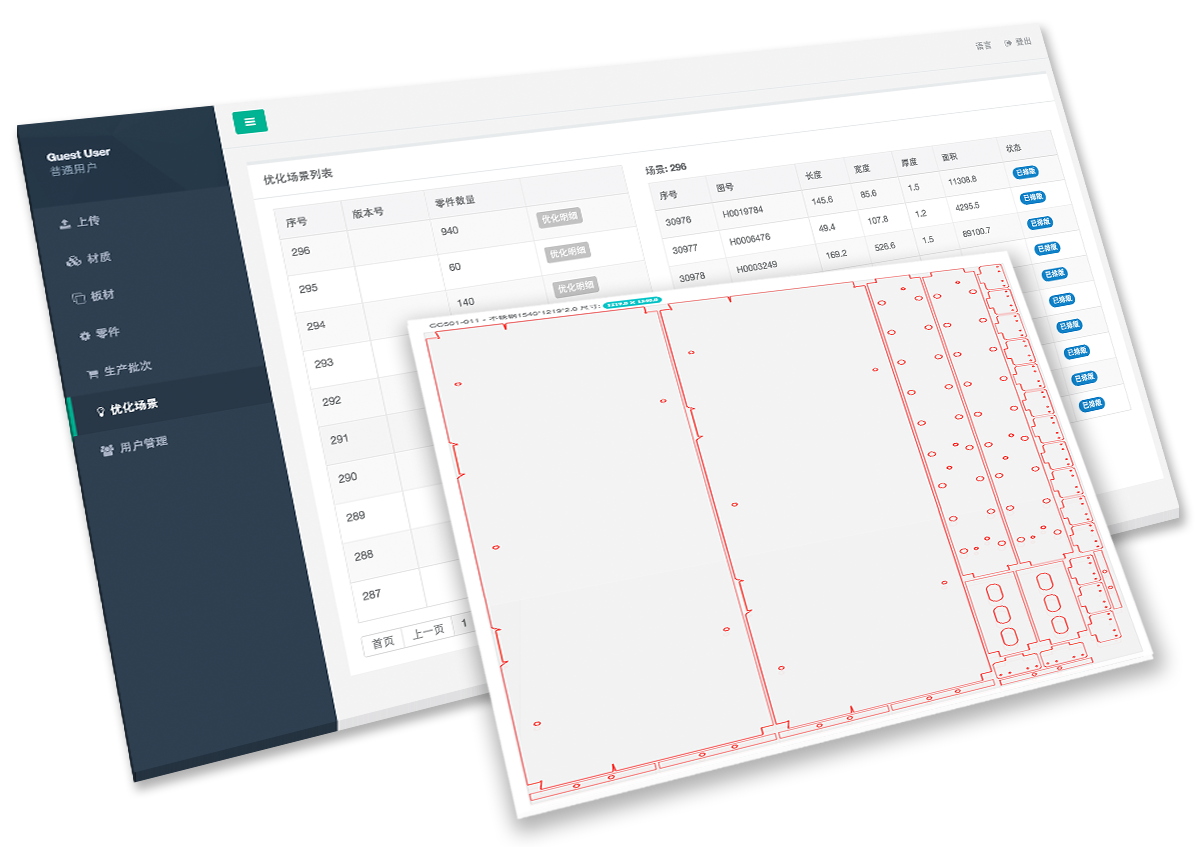 语言 登出
Guest User
普通用户
上传
材质
板材
零件
生产批次
优化场景
用户管理
优化场景列表
序号 版本号 零件数量
296 940 优化明细
295 60 优化明细
294 140 优化明细
293
292
291
290
289
288
287
首页 上一页 1
场景: 296
序号 图号 长度 宽度 厚度 面积 状态
30976 H0019784 145.6 85.6 1.5 11308.8 已排版
30977 H0006476 49.4 107.8 1.2 4295.5 已排版
30978 H0003249 169.2 526.6 1.5 89100.7 已排版
已排版
已排版
已排版
已排版
已排版
已排版
已排版
不锈钢1540*1219*2.0 尺寸: